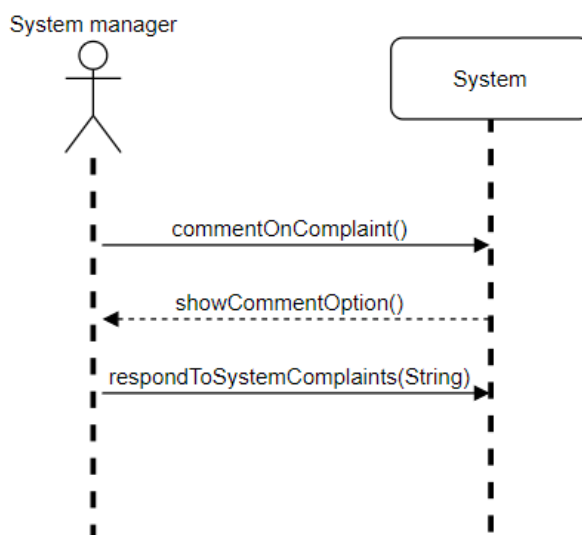 System manager
System
commentOnComplaint()
showCommentOption()
respondToSystemComplaints(String)